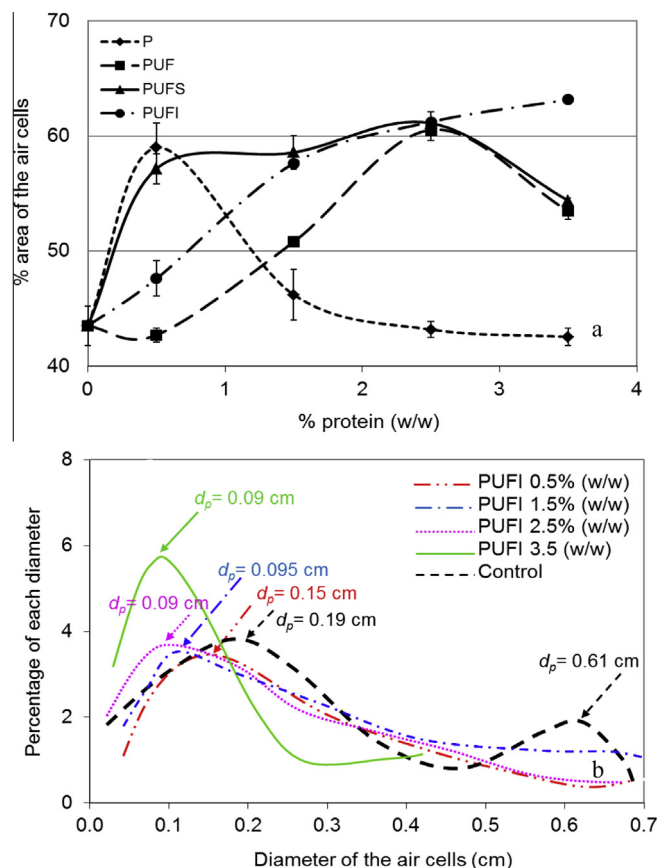 70
P
PUF
PUFS
PUFI
60
50
40
% area of the air cells
a
0
1
2
3
4
% protein (w/w)
8
PUFI 0.5% (w/w)
PUFI 1.5% (w/w)
PUFI 2.5% (w/w)
PUFI 3.5 (w/w)
Control
dp = 0.09 cm
6
dp = 0.095 cm
dp = 0.09 cm
dp = 0.15 cm
dp = 0.19 cm
4
dp = 0.61 cm
2
b
0
Percentage of each diameter
0.0
0.1
0.2
0.3
0.4
0.5
0.6
0.7
Diameter of the air cells (cm)